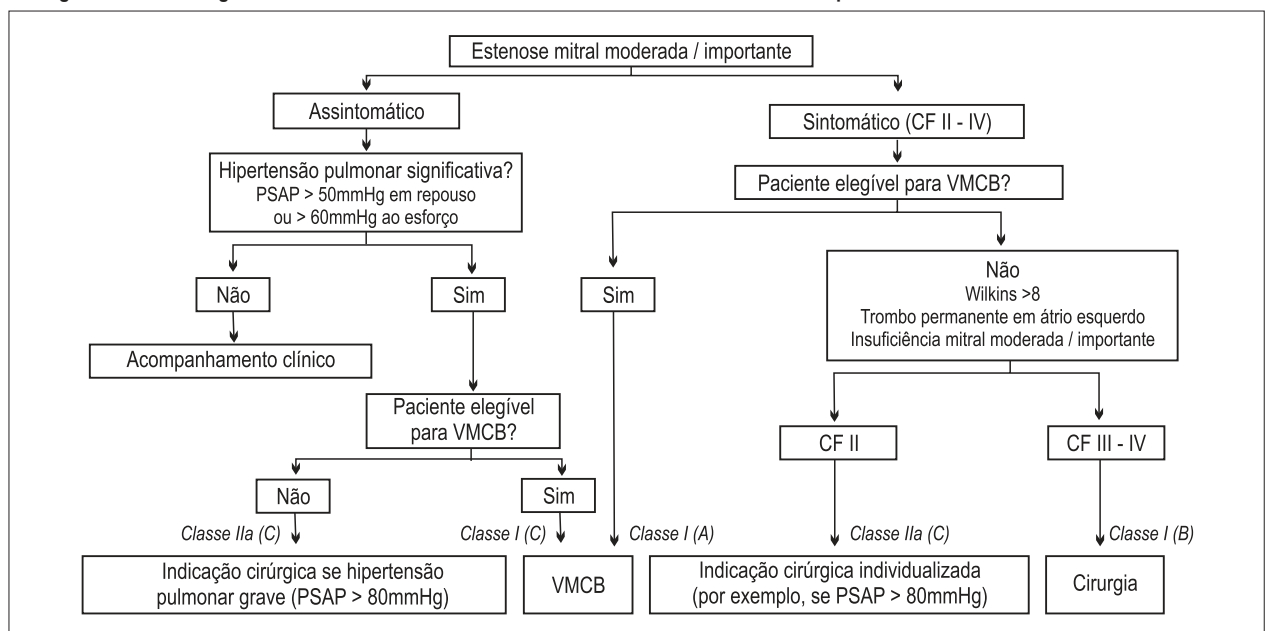 Estenose mitral moderada / importante
Assintomático
Sintomático (CF II - IV)
Hipertensão pulmonar significativa?
PSAP > 50mmHg em repouso
ou > 60mmHg ao esforço
Paciente elegível para VMCB?
Não
Sim
Sim
Não
Wilkins >8
Trombo permanente em átrio esquerdo
Insuficiência mitral moderada / importante
Acompanhamento clínico
Paciente elegível
para VMCB?
CF II
CF III - IV
Não
Sim
Classe IIa (C)
Classe I (C)
Classe I (A)
Classe IIa (C)
Classe I (B)
Indicação cirúrgica se hipertensão
pulmonar grave (PSAP > 80mmHg)
VMCB
Indicação cirúrgica individualizada
(por exemplo, se PSAP > 80mmHg)
Cirurgia